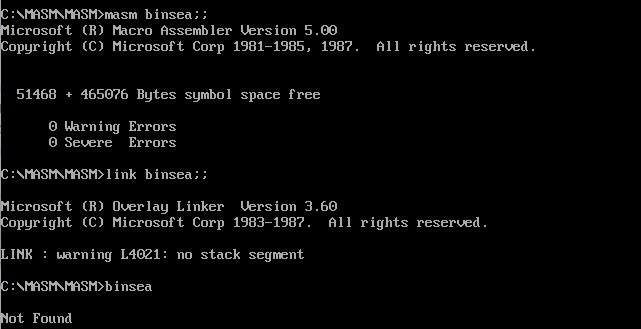 C:\MASM\MASM>masm binsea;;
Microsoft (R) Macro Assembler Version 5.00
Copyright (C) Microsoft Corp 1981-1985, 1987.  All rights reserved.
51468 + 465076 Bytes symbol space free
0 Warning Errors
0 Severe  Errors
C:\MASM\MASM>link binsea;;
Microsoft (R) Overlay Linker  Version 3.60
Copyright (C) Microsoft Corp 1983-1987.  All rights reserved.
LINK : warning L4021: no stack segment
C:\MASM\MASM>binsea
Not Found